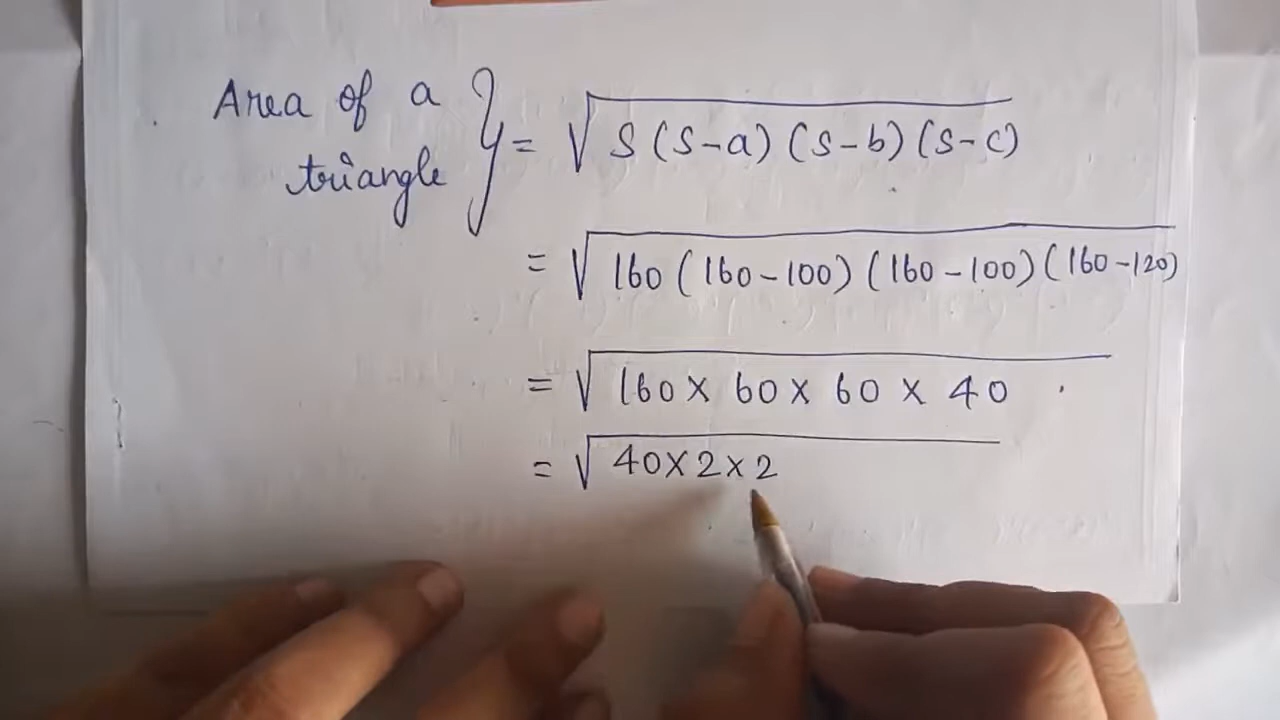 Area of a triangle } = √S(S-a)(S-b)(S-c)
= √160(160-100)(160-100)(160-120)
= √160×60×60×40
= √40×2×2